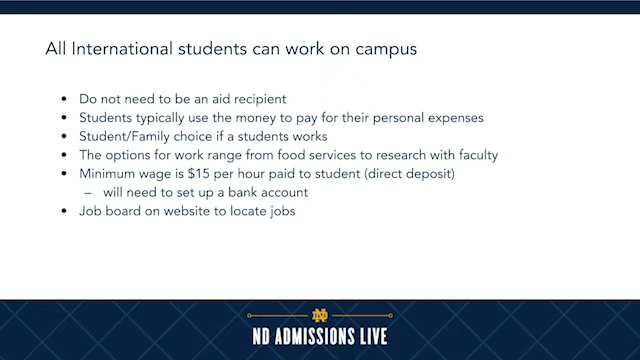 All International students can work on campus
• Do not need to be an aid recipient
• Students typically use the money to pay for their personal expenses
• Student/Family choice if a students works
• The options for work range from food services to research with faculty
• Minimum wage is $15 per hour paid to student (direct deposit)
– will need to set up a bank account
• Job board on website to locate jobs
ND
ND ADMISSIONS LIVE